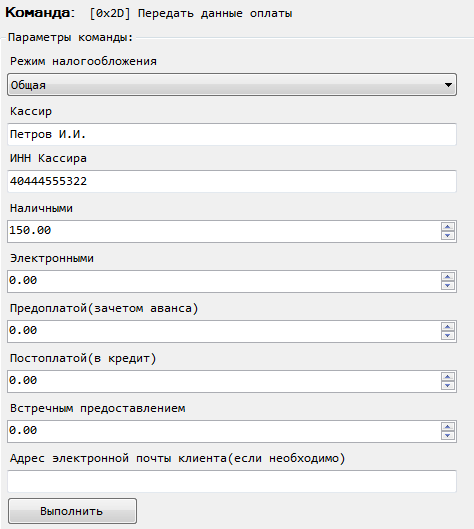 Команда: [0x2D] Передать данные оплаты
Параметры команды:
Режим налогообложения
Общая
Кассир
Петров И.И.
ИНН Кассира
40444555322
Наличными
150.00
Электронными
0.00
Предоплатой(зачетом аванса)
0.00
Постоплатой(в кредит)
0.00
Встречным предоставлением
0.00
Адрес электронной почты клиента(если необходимо)
Выполнить